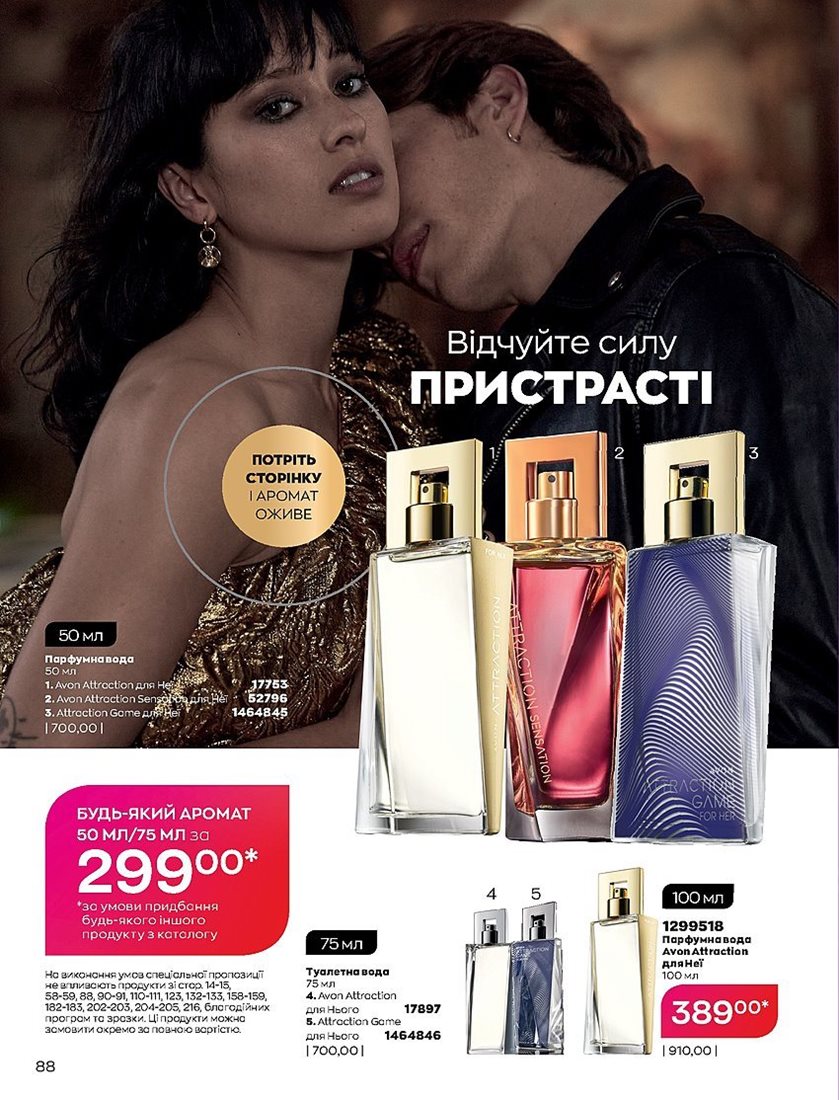 Відчуйте силу
ПРИСТРАСТІ
ПОТРІТЬ
СТОРІНКУ
І АРОМАТ
ОЖИВЕ
1
2
3
50 мл
Парфумна вода
50 мл
1. Avon Attraction для Неї 17753
2. Avon Attraction Sensation для Неї 52796
3. Attraction Game для Неї 1464845
| 700,00 |
FOR HER
AVON ATTRACTION
ATTRACTION SENSATION
ATTRACTION
GAME
FOR HER
БУДЬ-ЯКИЙ АРОМАТ
50 МЛ/75 МЛ за
29900*
*за умови придбання
будь-якого іншого
продукту з каталогу
На виконання умов спеціальної пропозиції
не впливають продукти зі стор. 14-15,
58-59, 88, 90-91, 110-111, 123, 132-133, 158-159,
182-183, 202-203, 204-205, 216, благодійних
програм та зразки. Ці продукти можна
замовити окремо за повною вартістю.
75 мл
Туалетна вода
75 мл
4. Avon Attraction
для Нього 17897
5. Attraction Game
для Нього 1464846
| 700,00 |
4
5
100 мл
1299518
Парфумна вода
Avon Attraction
для Неї
100 мл
38900*
| 910,00 |
88